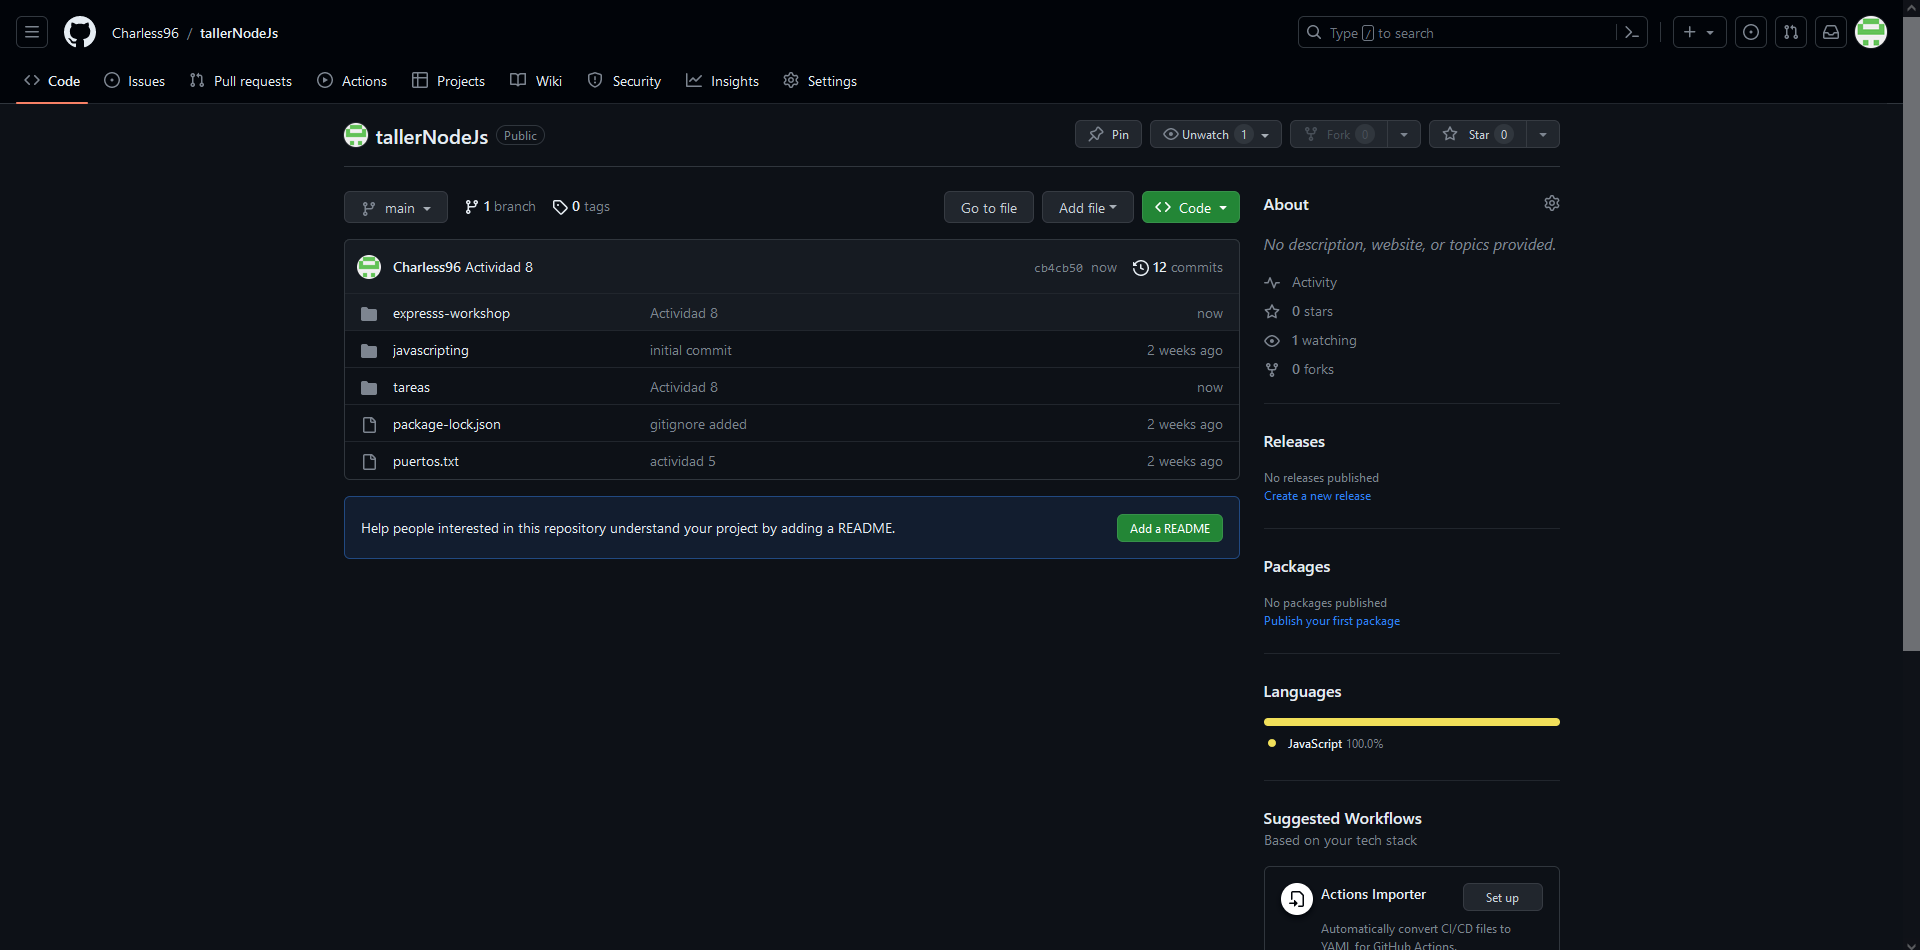 Charless96 / tallerNodeJs
Type / to search
Code Issues Pull requests Actions Projects Wiki Security Insights Settings
tallerNodeJs Public
Pin Unwatch 1 Fork 0 Star 0
main 1 branch 0 tags
Go to file Add file Code
Charless96 Actividad 8 cb4cb50 now 12 commits
expresss-workshop Actividad 8 now
javascripting initial commit 2 weeks ago
tareas Actividad 8 now
package-lock.json gitignore added 2 weeks ago
puertos.txt actividad 5 2 weeks ago
Help people interested in this repository understand your project by adding a README. Add a README
About
No description, website, or topics provided.
Activity
0 stars
1 watching
0 forks
Releases
No releases published
Create a new release
Packages
No packages published
Publish your first package
Languages
JavaScript 100.0%
Suggested Workflows
Based on your tech stack
Actions Importer Set up
Automatically convert CI/CD files to
YAML for GitHub Actions.